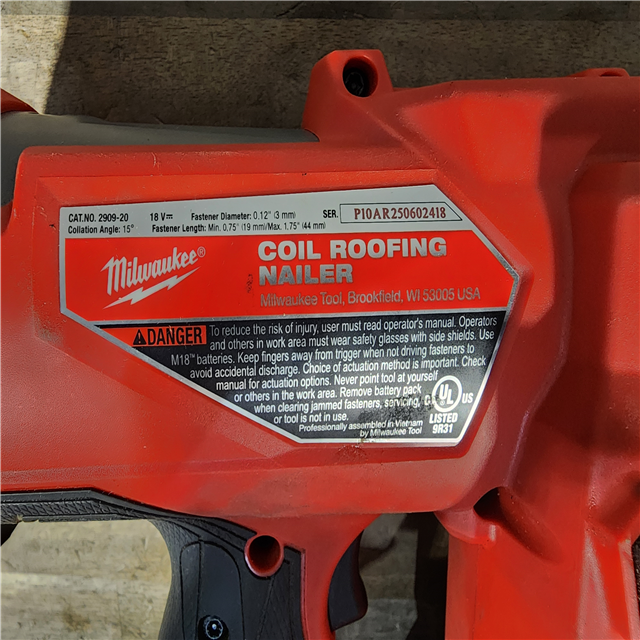 CAT.NO. 2909-20 18 V⎓ Fastener Diameter: 0,12" (3 mm) SER. P10AR250602418
Collation Angle: 15° Fastener Length: Min. 0,75" (19 mm)/Max. 1,75" (44 mm)
Milwaukee®
COIL ROOFING
NAILER
Milwaukee Tool, Brookfield, WI 53005 USA
⚠DANGER To reduce the risk of injury, user must read operator's manual. Operators
and others in work area must wear safety glasses with side shields. Use
M18™ batteries. Keep fingers away from trigger when not driving fasteners to
avoid accidental discharge. Choice of actuation method is important. Check
manual for actuation options. Never point tool at yourself
or others in the work area. Remove battery pack
when clearing jammed fasteners, servicing,
or tool is not in use.
Professionally assembled in Vietnam
by Milwaukee Tool
C UL US
LISTED
9R31